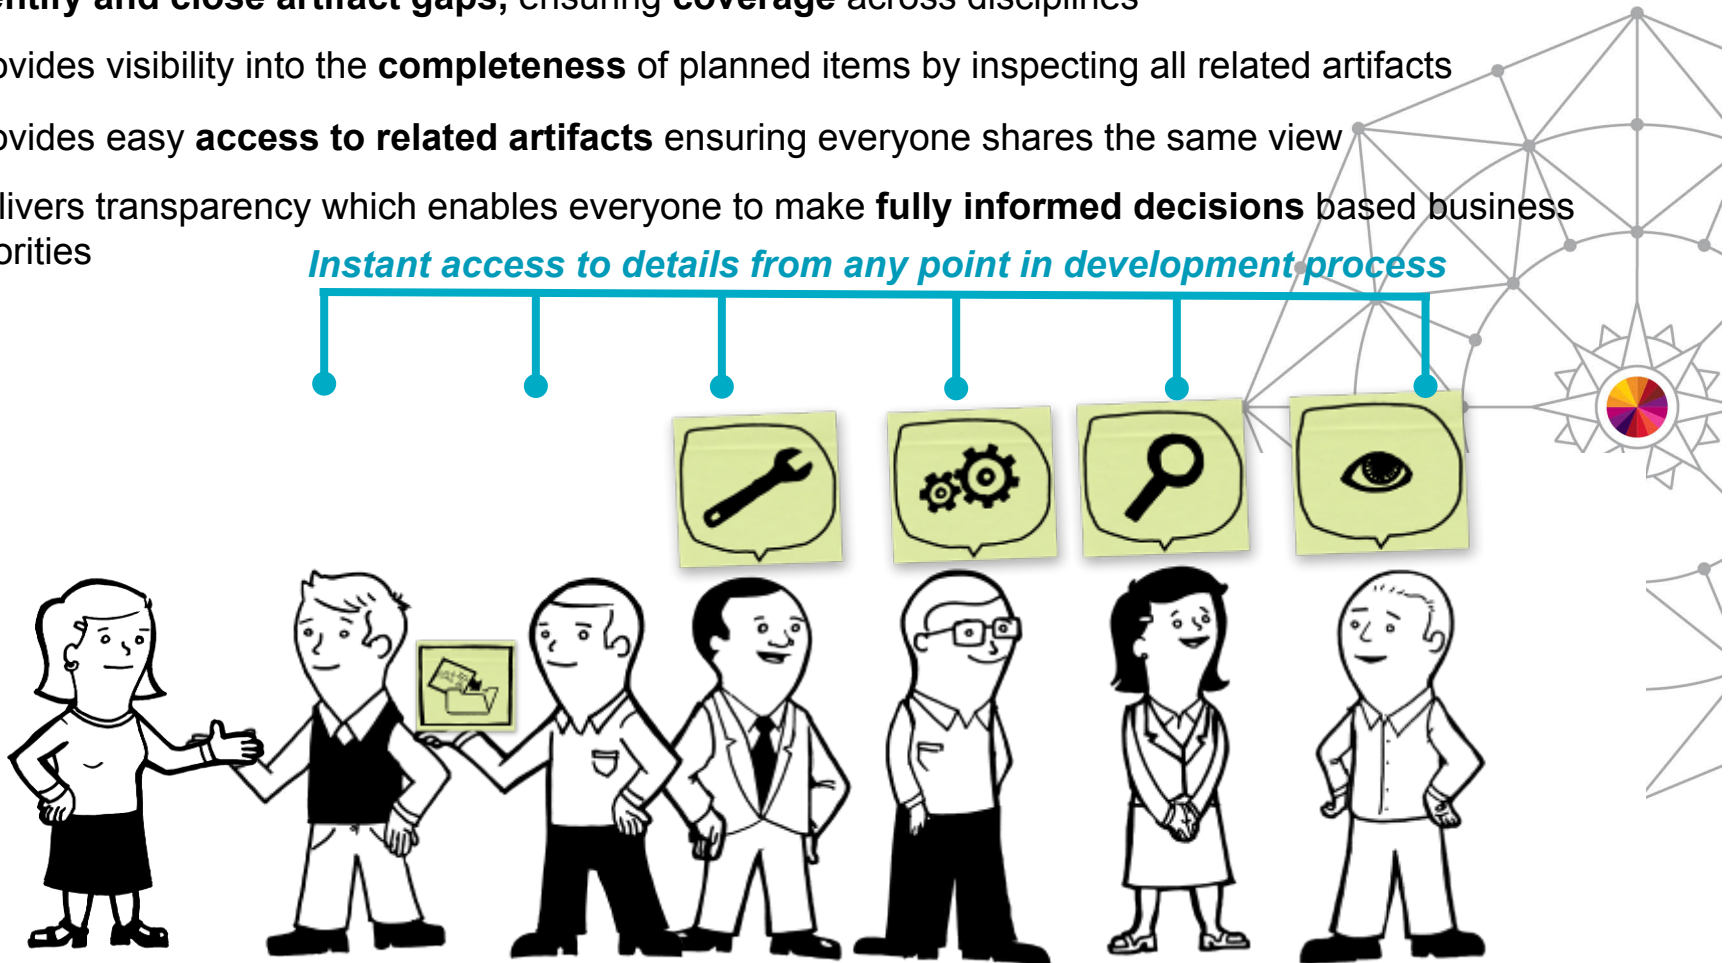 entify and close artifact gaps, ensuring coverage across disciplines
ovides visibility into the completeness of planned items by inspecting all related artifacts
ovides easy access to related artifacts ensuring everyone shares the same view
livers transparency which enables everyone to make fully informed decisions based business
orities
Instant access to details from any point in development process